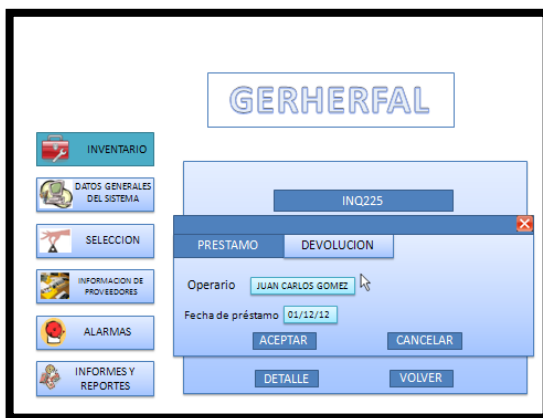 GERHERFAL
INVENTARIO
DATOS GENERALES
DEL SISTEMA
SELECCION
INFORMACION DE
PROVEEDORES
ALARMAS
INFORMES Y
REPORTES
INQ225
PRESTAMO
DEVOLUCION
Operario
JUAN CARLOS GOMEZ
Fecha de préstamo
01/12/12
ACEPTAR
CANCELAR
DETALLE
VOLVER